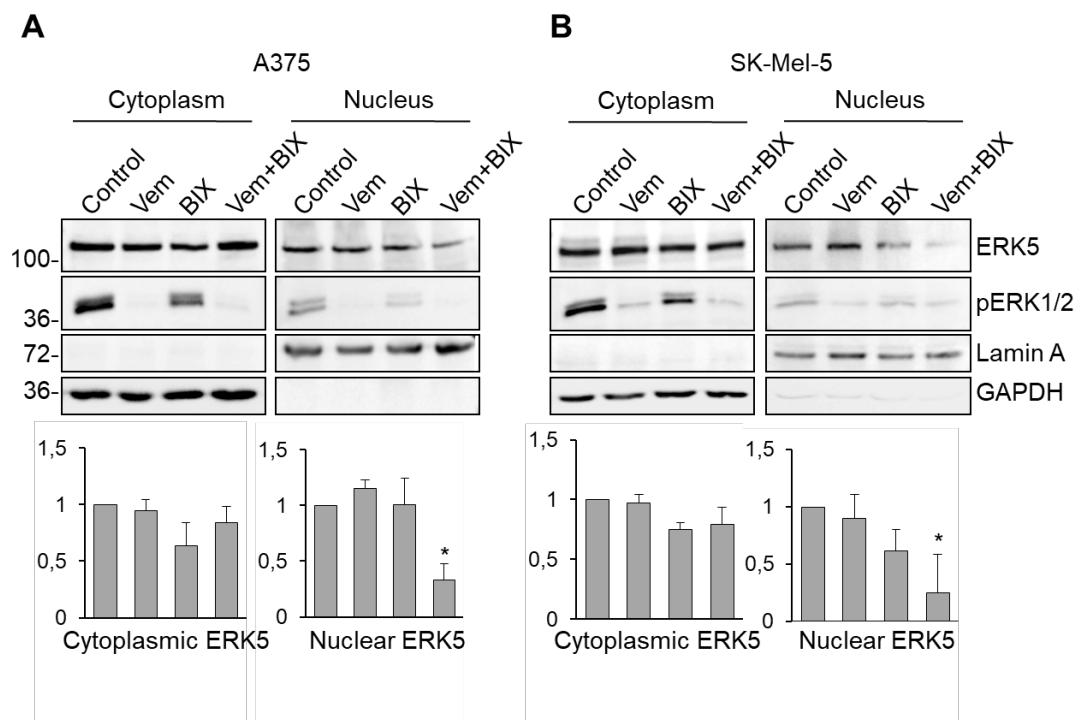 A
B
A375
SK-Mel-5
Cytoplasm Nucleus
Cytoplasm Nucleus
Control Vem BIX Vem+BIX
Control Vem BIX Vem+BIX
Control Vem BIX Vem+BIX
Control Vem BIX Vem+BIX
100-
ERK5
36-
pERK1/2
72-
Lamin A
36-
GAPDH
1,5
1
0,5
0
Cytoplasmic ERK5
1,5
1
0,5
0
*
Nuclear ERK5
1,5
1
0,5
0
Cytoplasmic ERK5
1,5
1
0,5
0
*
Nuclear ERK5